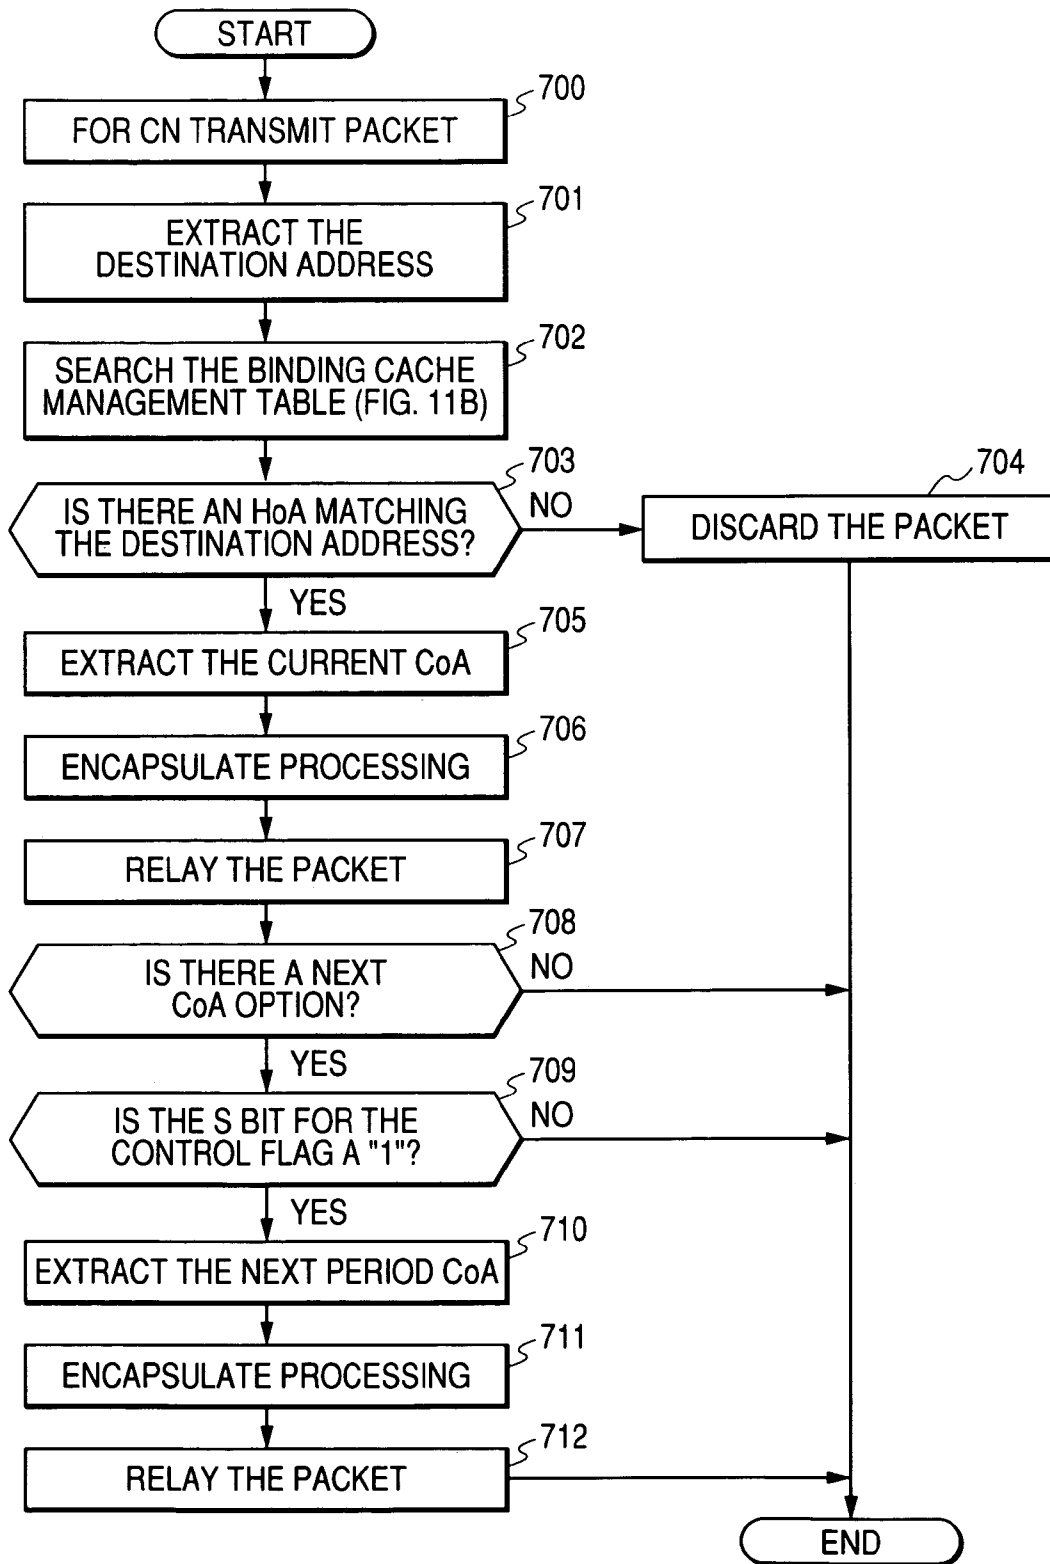 START
700
FOR CN TRANSMIT PACKET
701
EXTRACT THE
DESTINATION ADDRESS
702
SEARCH THE BINDING CACHE
MANAGEMENT TABLE (FIG. 11B)
703
IS THERE AN HoA MATCHING
THE DESTINATION ADDRESS?
NO
704
DISCARD THE PACKET
YES
705
EXTRACT THE CURRENT CoA
706
ENCAPSULATE PROCESSING
707
RELAY THE PACKET
708
IS THERE A NEXT
CoA OPTION?
NO
YES
709
IS THE S BIT FOR THE
CONTROL FLAG A "1"?
NO
YES
710
EXTRACT THE NEXT PERIOD CoA
711
ENCAPSULATE PROCESSING
712
RELAY THE PACKET
END